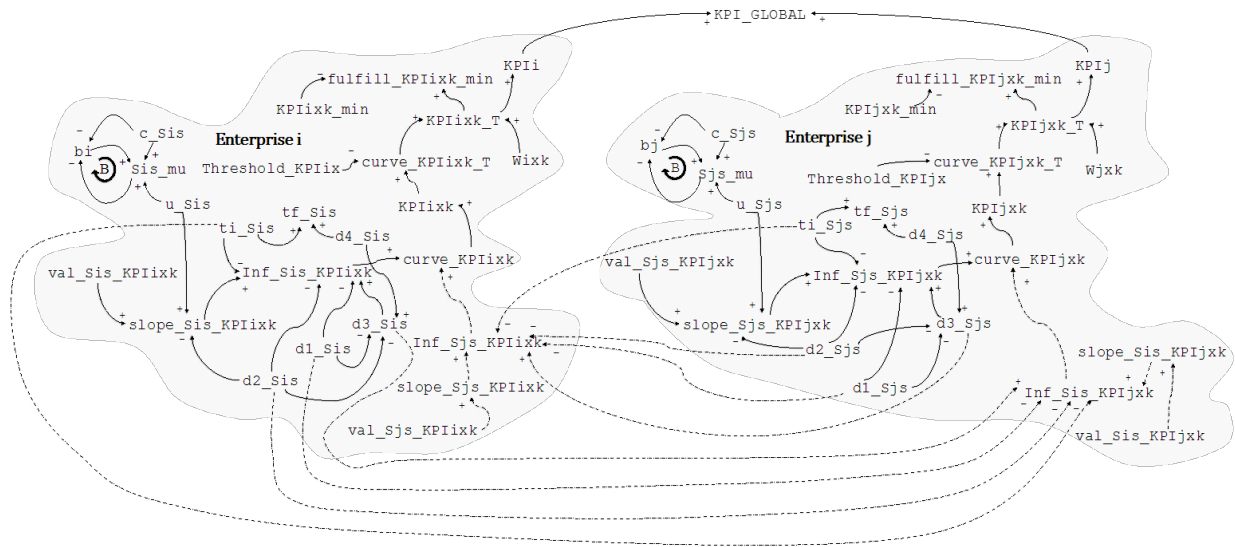 KPI_GLOBAL
+ +
KPIi
+
fulfill_KPIixk_min
-
+
KPIixk_min
KPIixk_T
+
+
c_Sis
Enterprise i
-
bi
-
B
+
+
Sis_mu
+
Threshold_KPIix
-
curve_KPIixk_T
+
Wixk
u_Sis
KPIixk
+
tf_Sis
+
+
ti_Sis
d4_Sis
val_Sis_KPIixk
-
Inf_Sis_KPIixk
+
+
curve_KPIixk
+
-
-
+
+
+
slope_Sis_KPIixk
-
d3_Sis
+
-
-
d1_Sis
d2_Sis
-
-
Inf_Sjs_KPIixk
-
+
+
slope_Sjs_KPIixk
+
val_Sjs_KPIixk
KPIj
+
fulfill_KPIjxk_min
-
+
KPIjxk_min
KPIjxk_T
+
+
c_Sjs
Enterprise j
-
bj
-
B
+
+
Sjs_mu
+
-
curve_KPIjxk_T
Threshold_KPIjx
+
Wjxk
u_Sjs
KPIjxk
+
tf_Sjs
+
+
ti_Sjs
d4_Sjs
val_Sjs_KPIjxk
-
Inf_Sjs_KPIjxk
+
+
curve_KPIjxk
+
-
-
+
+
+
slope_Sjs_KPIjxk
-
d3_Sjs
+
-
-
d2_Sjs
d1_Sjs
slope_Sis_KPIjxk
+
+
+
Inf_Sis_KPIjxk
-
-
-
val_Sis_KPIjxk